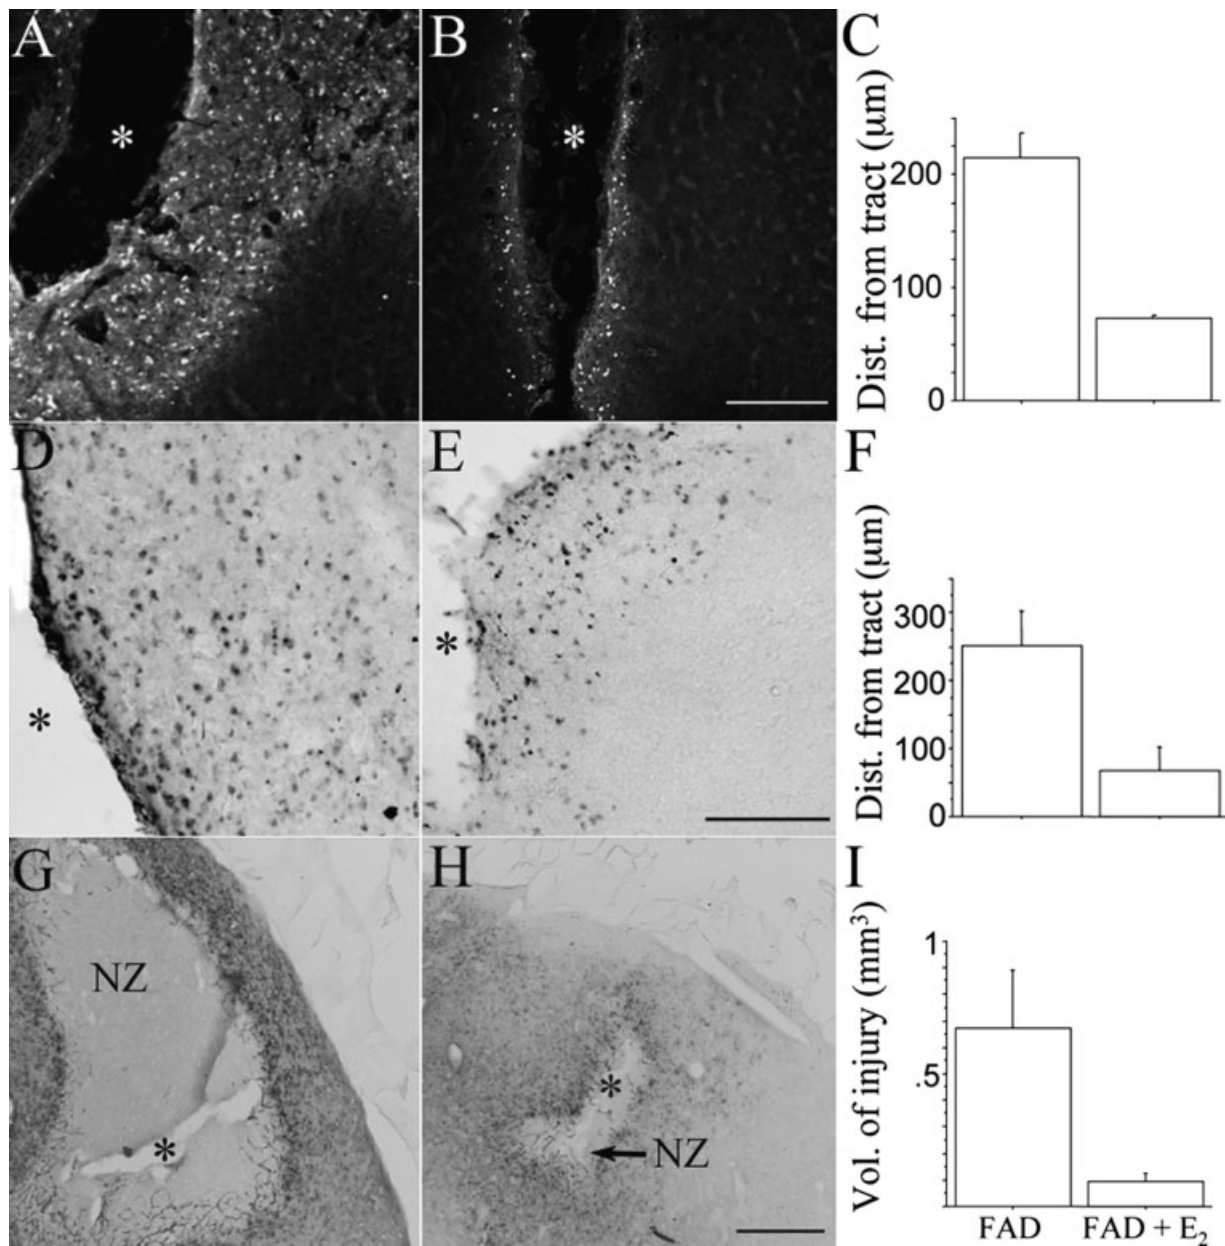 A
*
B
*
C
Dist. from tract (μm)
200
100
0
D
*
E
*
F
Dist. from tract (μm)
300
200
100
0
G
NZ
*
H
*
NZ
I
Vol. of injury (mm³)
1
.5
FAD
FAD + E₂